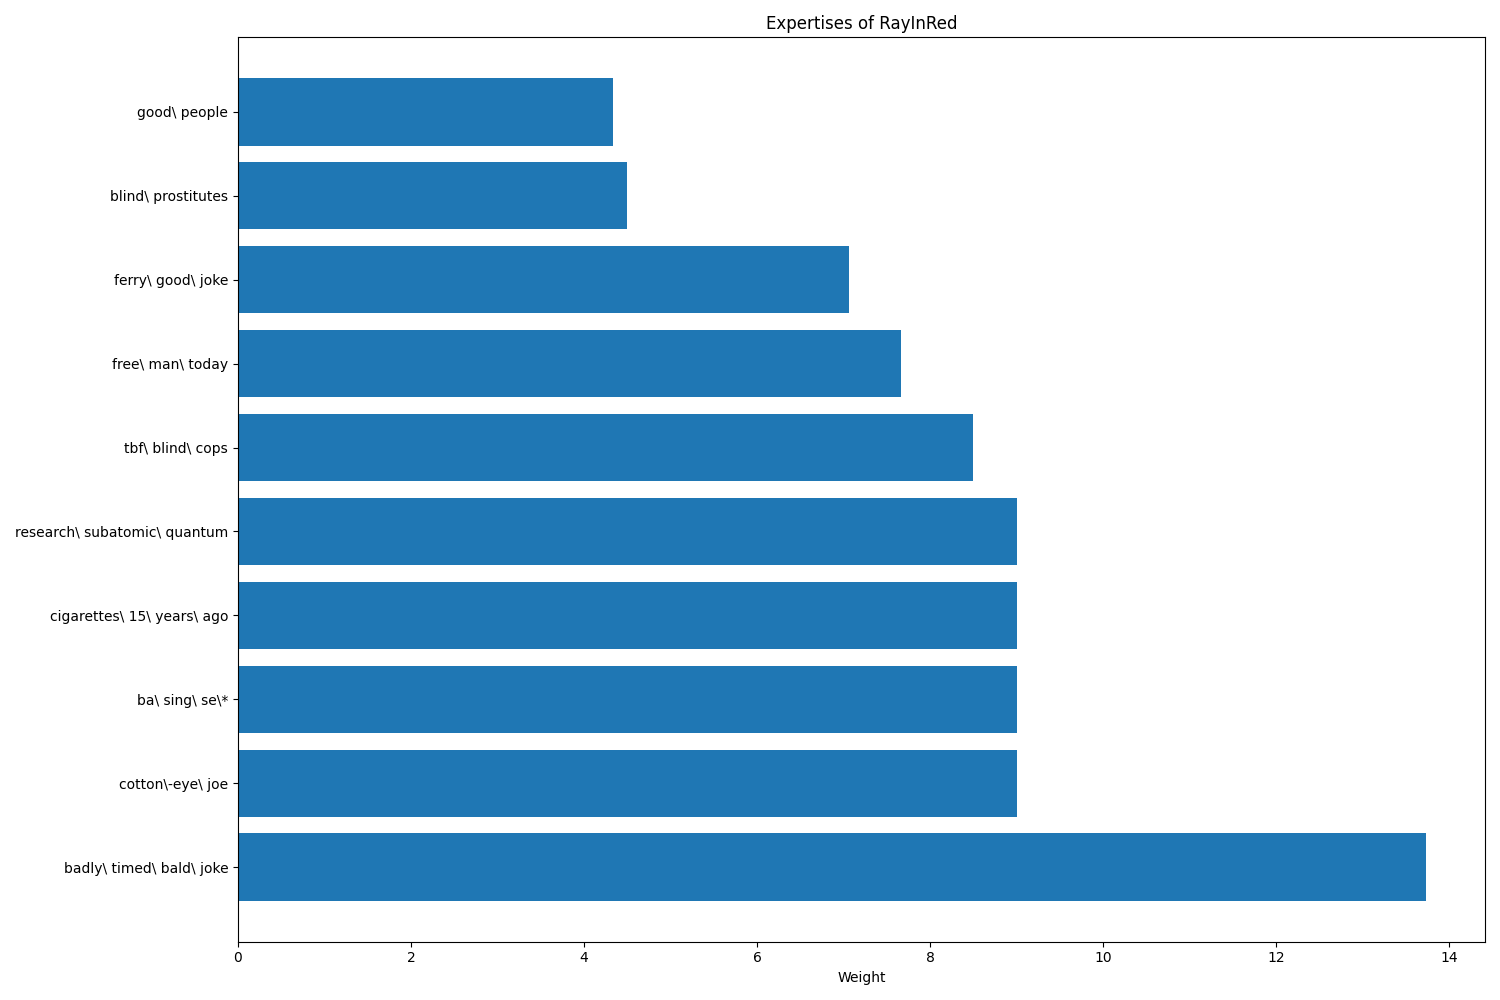 Expertises of RayInRed
good\ people
blind\ prostitutes
ferry\ good\ joke
free\ man\ today
tbf\ blind\ cops
research\ subatomic\ quantum
cigarettes\ 15\ years\ ago
ba\ sing\ se\*
cotton\-eye\ joe
badly\ timed\ bald\ joke
0 2 4 6 8 10 12 14
Weight